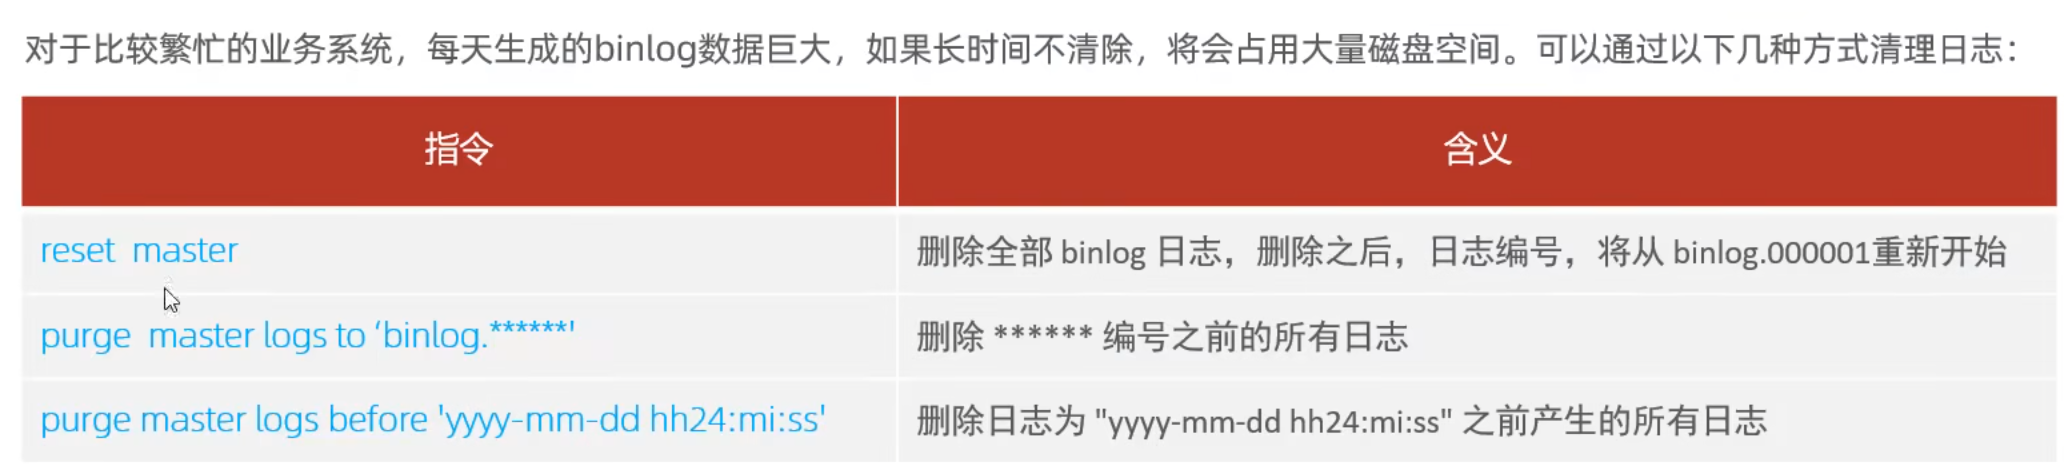 对于比较繁忙的业务系统，每天生成的binlog数据巨大，如果长时间不清除，将会占用大量磁盘空间。可以通过以下几种方式清理日志：
指令 含义
reset master 删除全部 binlog 日志，删除之后，日志编号，将从 binlog.000001重新开始
purge master logs to ‘binlog.******' 删除 ****** 编号之前的所有日志
purge master logs before 'yyyy-mm-dd hh24:mi:ss' 删除日志为 "yyyy-mm-dd hh24:mi:ss" 之前产生的所有日志